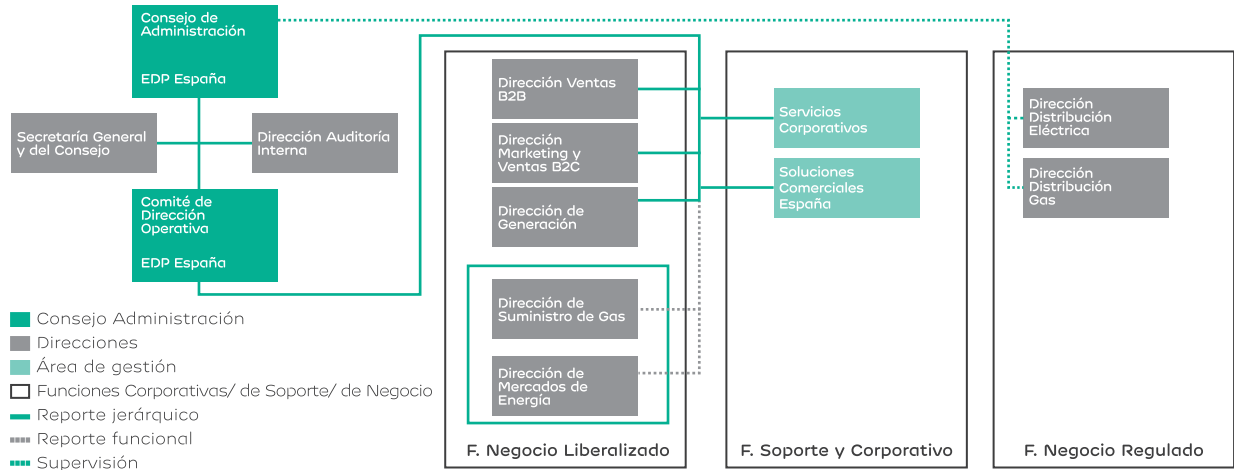 Consejo de
Administración
EDP España
Secretaría General
y del Consejo
Dirección Auditoría
Interna
Comité de
Dirección
Operativa
EDP España
Consejo Administración
Direcciones
Área de gestión
Funciones Corporativas/ de Soporte/ de Negocio
Reporte jerárquico
Reporte funcional
Supervisión
Dirección Ventas
B2B
Dirección
Marketing y
Ventas B2C
Dirección de
Generación
Dirección de
Suministro de Gas
Dirección de
Mercados de
Energía
F. Negocio Liberalizado
Servicios
Corporativos
Soluciones
Comerciales
España
F. Soporte y Corporativo
Dirección
Distribución
Eléctrica
Dirección
Distribución
Gas
F. Negocio Regulado